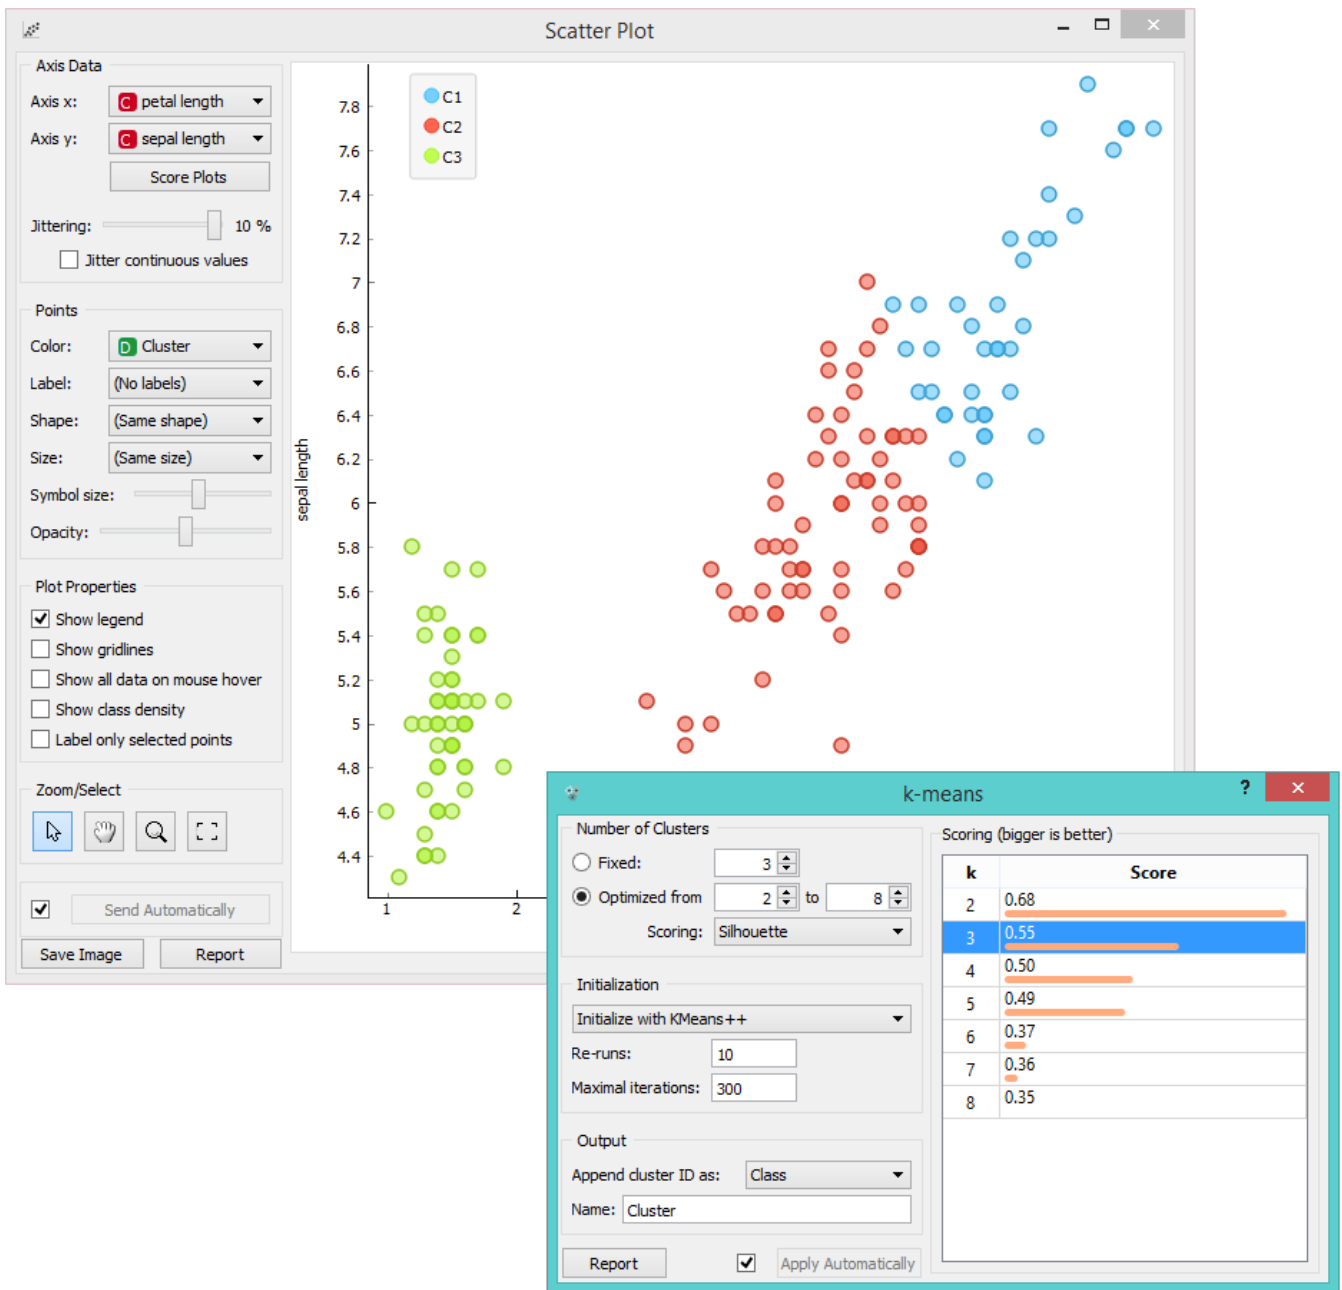 Scatter Plot
Axis Data
Axis x: C petal length
Axis y: C sepal length
Score Plots
Jittering: 10 %
Jitter continuous values
Points
Color: D Cluster
Label: (No labels)
Shape: (Same shape)
Size: (Same size)
Symbol size:
Opacity:
Plot Properties
Show legend
Show gridlines
Show all data on mouse hover
Show class density
Label only selected points
Zoom/Select
Send Automatically
Save Image Report
C1
C2
C3
sepal length
7.8
7.6
7.4
7.2
7
6.8
6.6
6.4
6.2
6
5.8
5.6
5.4
5.2
5
4.8
4.6
4.4
1 2
k-means
? ×
Number of Clusters
Fixed: 3
Optimized from 2 to 8
Scoring: Silhouette
Initialization
Initialize with KMeans++
Re-runs: 10
Maximal iterations: 300
Output
Append cluster ID as: Class
Name: Cluster
Report Apply Automatically
Scoring (bigger is better)
k Score
2 0.68
3 0.55
4 0.50
5 0.49
6 0.37
7 0.36
8 0.35